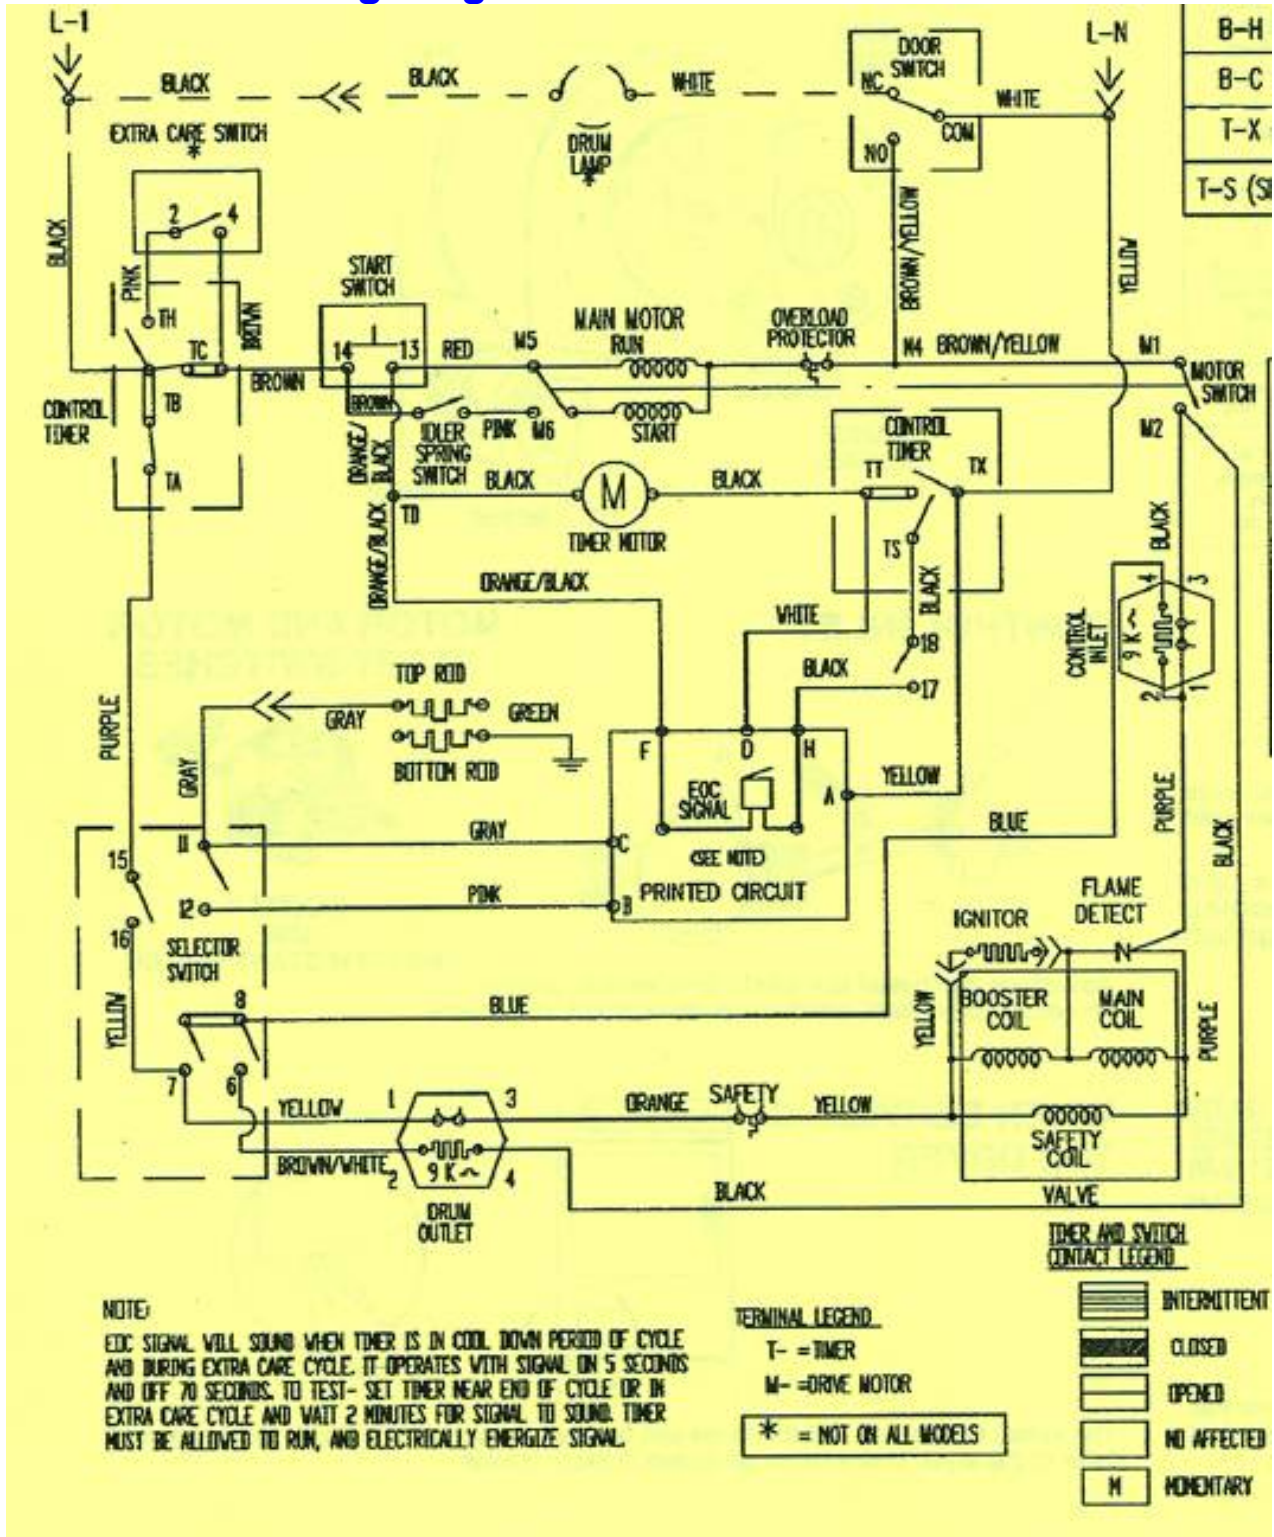 L-1
L-N
B-H
B-C
T-X
T-S
DOOR
SWITCH
NC
COM
NO
WHITE
BLACK
BLACK
WHITE
DRUM
LAMP
*
EXTRA CARE SWITCH
*
2
4
BLACK
PINK
BROWN
BROWN/YELLOW
YELLOW
START
SWITCH
TH
TC
TB
TA
CONTROL
TIMER
BROWN
14
13
RED
M5
MAIN MOTOR
RUN
OVERLOAD
PROTECTOR
M4
BROWN/YELLOW
M1
MOTOR
SWITCH
M2
BROWN
IDLER
SPRING
SWITCH
PINK
M6
START
CONTROL
TIMER
TT
TX
TS
ORANGE/
BLACK
BLACK
M
BLACK
TD
TIMER MOTOR
ORANGE/BLACK
ORANGE/BLACK
BLACK
WHITE
BLACK
18
17
BLACK
CONTROL
INLET
4
3
9 K
2
1
TOP ROD
GRAY
GREEN
BOTTOM ROD
PURPLE
GRAY
F
D
H
EOC
SIGNAL
A
YELLOW
(SEE NOTE)
C
PRINTED CIRCUIT
B
GRAY
PINK
BLUE
PURPLE
BLACK
15
11
12
16
SELECTOR
SWITCH
YELLOW
8
BLUE
7
6
FLAME
DETECT
IGNITOR
YELLOW
BOOSTER
COIL
MAIN
COIL
PURPLE
SAFETY
COIL
VALVE
YELLOW
1
3
ORANGE
SAFETY
YELLOW
BROWN/WHITE
2
9 K
4
BLACK
DRUM
OUTLET
TIMER AND SWITCH
CONTACT LEGEND
INTERMITTENT
CLOSED
OPENED
NO AFFECTED
M MOMENTARY
NOTE:
EOC SIGNAL WILL SOUND WHEN TIMER IS IN COOL DOWN PERIOD OF CYCLE
AND DURING EXTRA CARE CYCLE. IT OPERATES WITH SIGNAL ON 5 SECONDS
AND OFF 70 SECONDS. TO TEST- SET TIMER NEAR END OF CYCLE OR IN
EXTRA CARE CYCLE AND WAIT 2 MINUTES FOR SIGNAL TO SOUND. TIMER
MUST BE ALLOWED TO RUN, AND ELECTRICALLY ENERGIZE SIGNAL.
TERMINAL LEGEND
T- =TIMER
M- =DRIVE MOTOR
* = NOT ON ALL MODELS